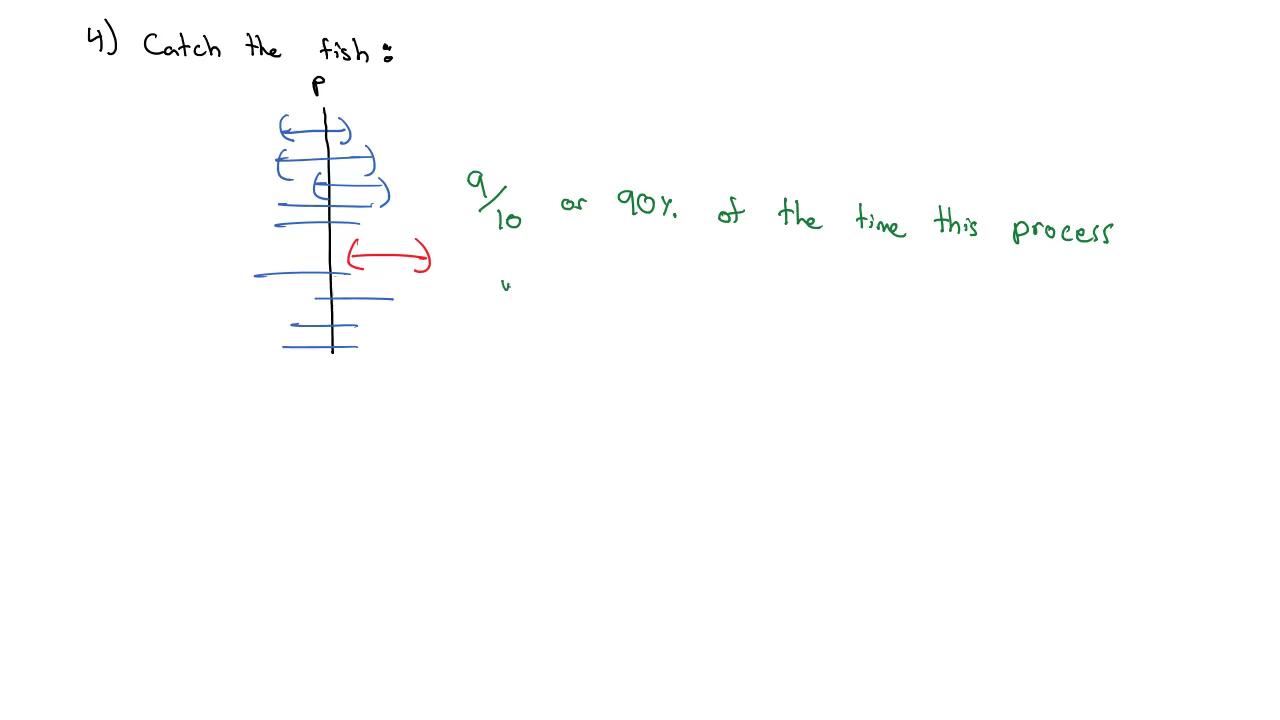 4) Catch the fish:
P
9/10 or 90% of the time this process